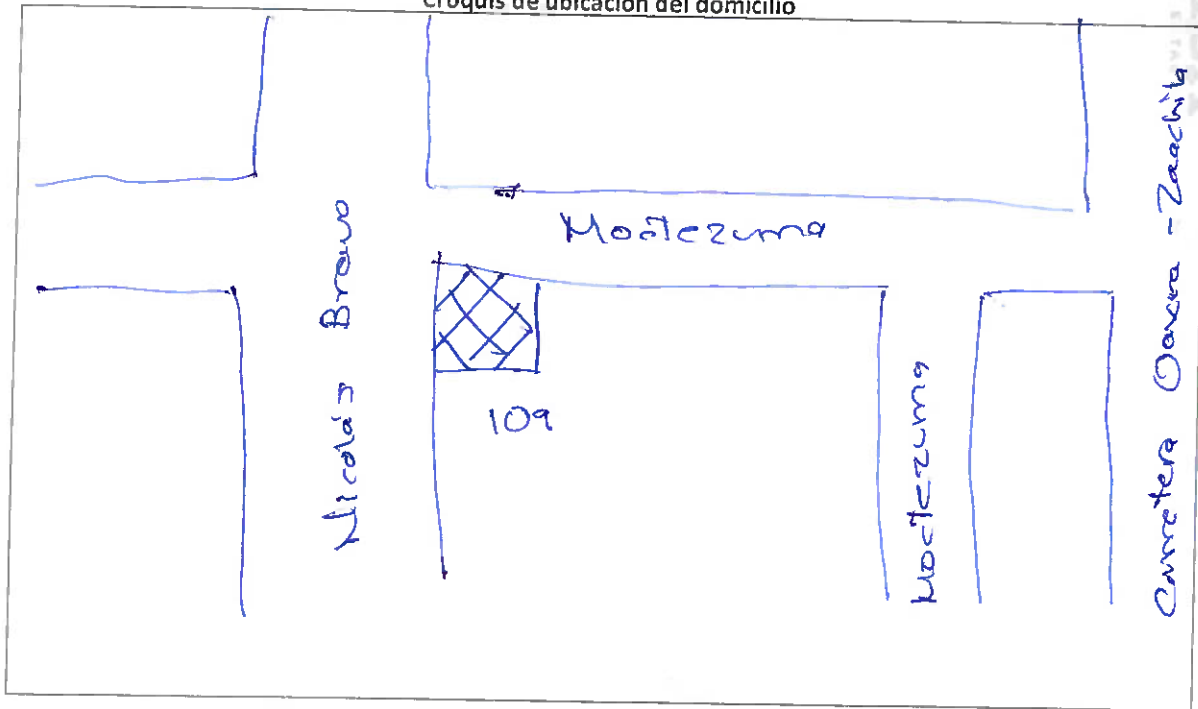 Croquis de ubicación del domicilio
Moctezuma
Nicolás Bravo
109
Moctezuma
Carretera Oaxaca - Zaachila